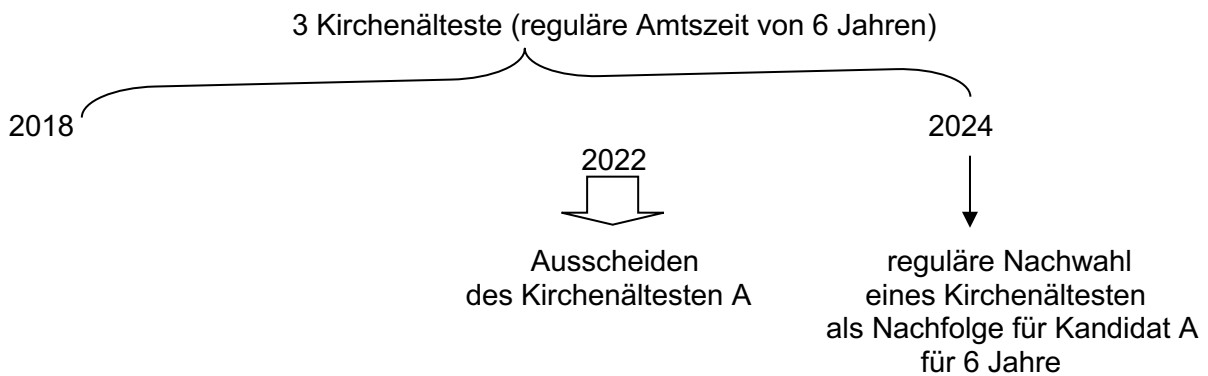 3 Kirchenälteste (reguläre Amtszeit von 6 Jahren)
2018
2024
2022
Ausscheiden
des Kirchenältesten A
reguläre Nachwahl
eines Kirchenältesten
als Nachfolge für Kandidat A
für 6 Jahre